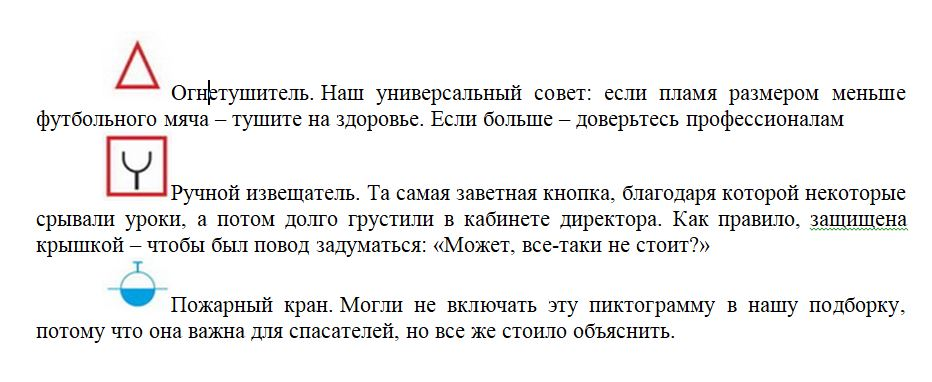 Огнетушитель. Наш универсальный совет: если пламя размером меньше
футбольного мяча – тушите на здоровье. Если больше – доверьтесь профессионалам
Ручной извещатель. Та самая заветная кнопка, благодаря которой некоторые
срывали уроки, а потом долго грустили в кабинете директора. Как правило, защищена
крышкой – чтобы был повод задуматься: «Может, все-таки не стоит?»
Пожарный кран. Могли не включать эту пиктограмму в нашу подборку,
потому что она важна для спасателей, но все же стоило объяснить.